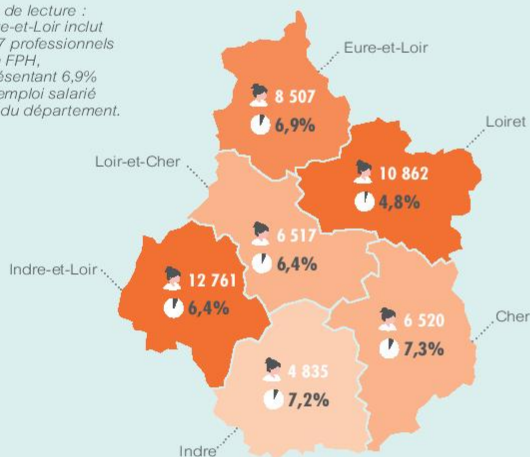 de lecture :
re-et-Loir inclut
7 professionnels
FPH,
ésentant 6,9%
emploi salarié
du département.
Eure-et-Loir
8 507
6,9%
Loiret
10 862
4,8%
Loir-et-Cher
6 517
6,4%
Indre-et-Loir
12 761
6,4%
Cher
6 520
7,3%
4 835
7,2%
Indre